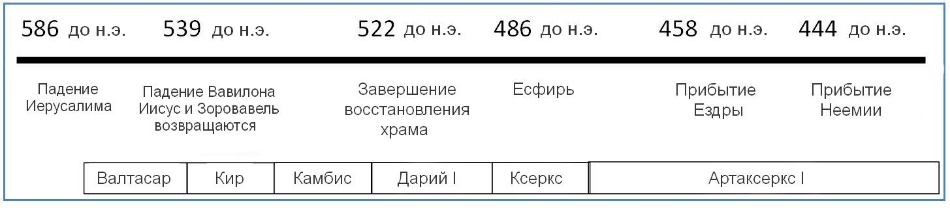 586 до н.э. 539 до н.э. 522 до н.э. 486 до н.э. 458 до н.э. 444 до н.э.
Падение
Иерусалима
Падение Вавилона
Иисус и Зоровавель
возвращаются
Завершение
восстановления
храма
Есфирь
Прибытие
Ездры
Прибытие
Неемии
Валтасар Кир Камбис Дарий I Ксеркс Артаксеркс I